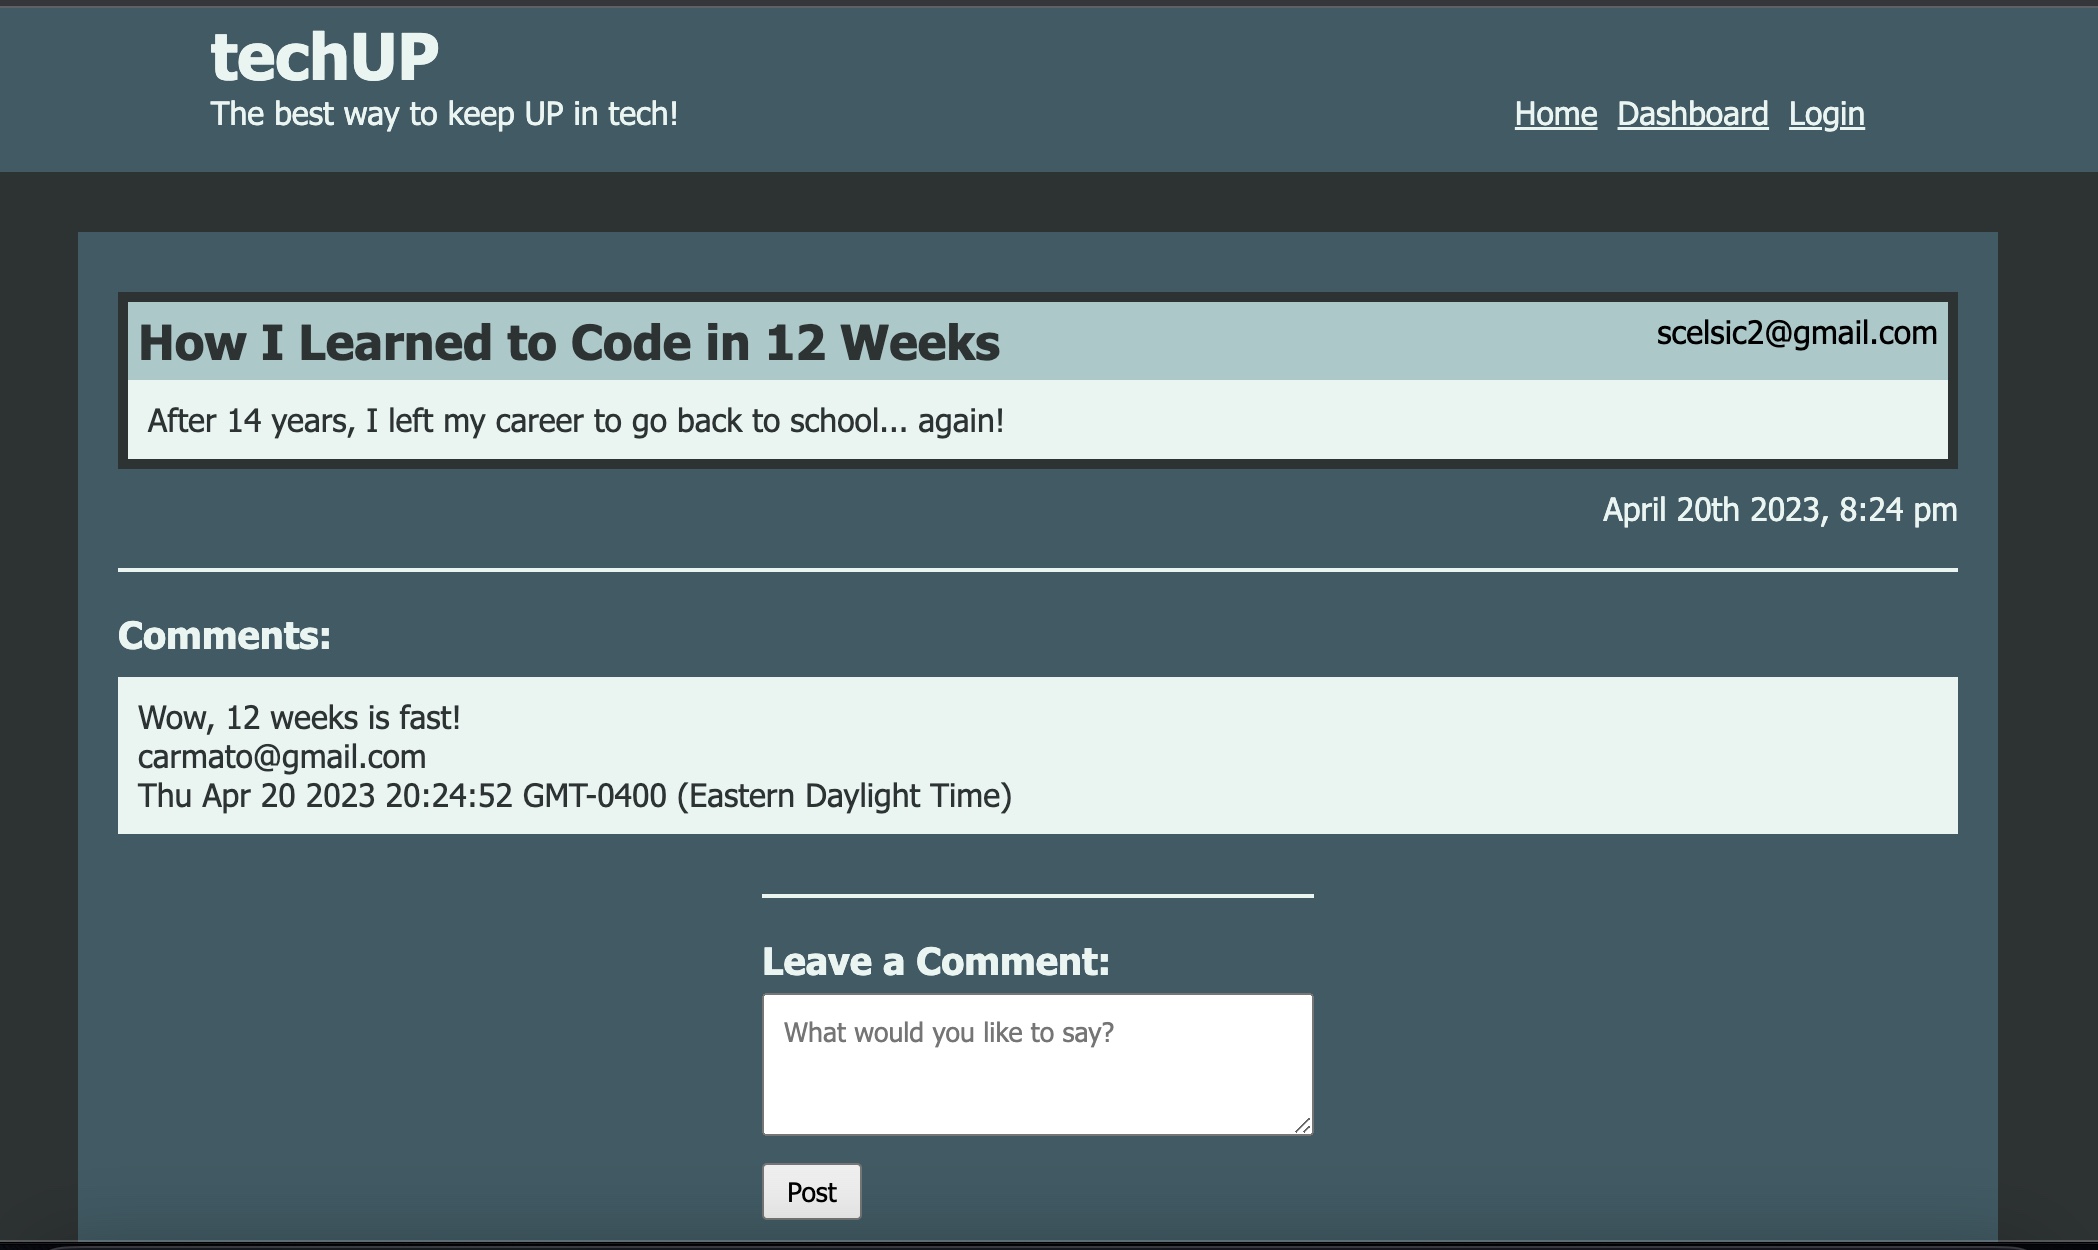 techUP
The best way to keep UP in tech!
Home Dashboard Login
How I Learned to Code in 12 Weeks
scelsic2@gmail.com
After 14 years, I left my career to go back to school... again!
April 20th 2023, 8:24 pm
Comments:
Wow, 12 weeks is fast!
carmato@gmail.com
Thu Apr 20 2023 20:24:52 GMT-0400 (Eastern Daylight Time)
Leave a Comment:
What would you like to say?
Post